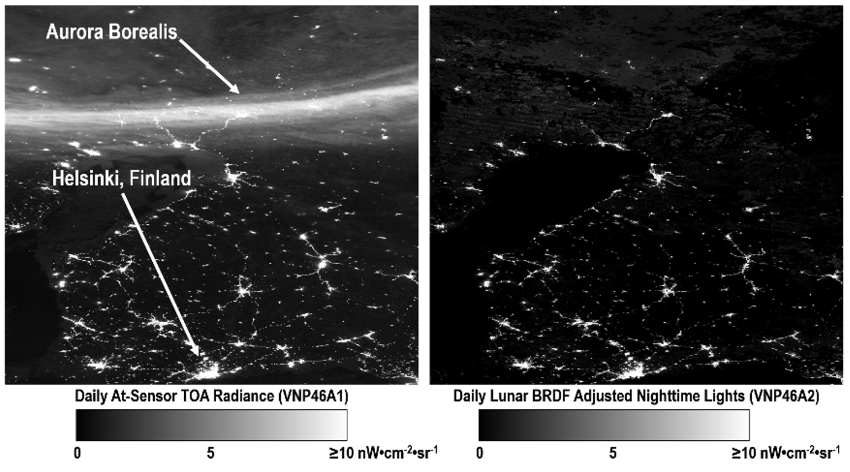 Aurora Borealis
Helsinki, Finland
Daily At-Sensor TOA Radiance (VNP46A1)
0 5 ≥10 nW•cm-2•sr-1
Daily Lunar BRDF Adjusted Nighttime Lights (VNP46A2)
0 5 ≥10 nW•cm-2•sr-1